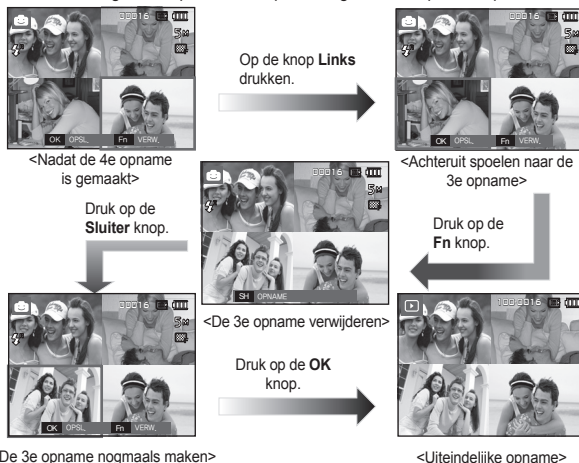 00016
5M
OK OPSL. Fn VERW.
<Nadat de 4e opname
is gemaakt>
Op de knop Links
drukken.
00016
5M
OK OPSL. Fn VERW.
<Achteruit spoelen naar de
3e opname>
Druk op de
Fn knop.
00016
5M
SH OPNAME
<De 3e opname verwijderen>
Druk op de
Sluiter knop.
00016
5M
OK OPSL. Fn VERW.
De 3e opname nogmaals maken>
Druk op de OK
knop.
100-0016
<Uiteindelijke opname>